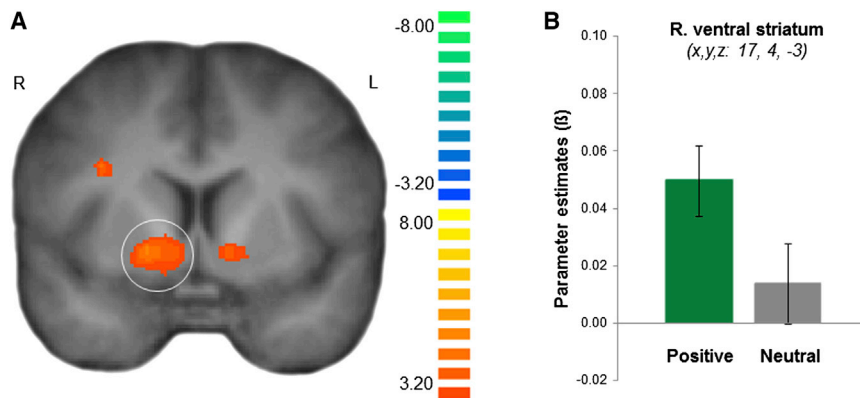 A
R
L
-8.00
-3.20
8.00
3.20
B
R. ventral striatum
(x,y,z: 17, 4, -3)
Parameter estimates (ß)
0.10
0.08
0.06
0.04
0.02
0.00
-0.02
Positive Neutral